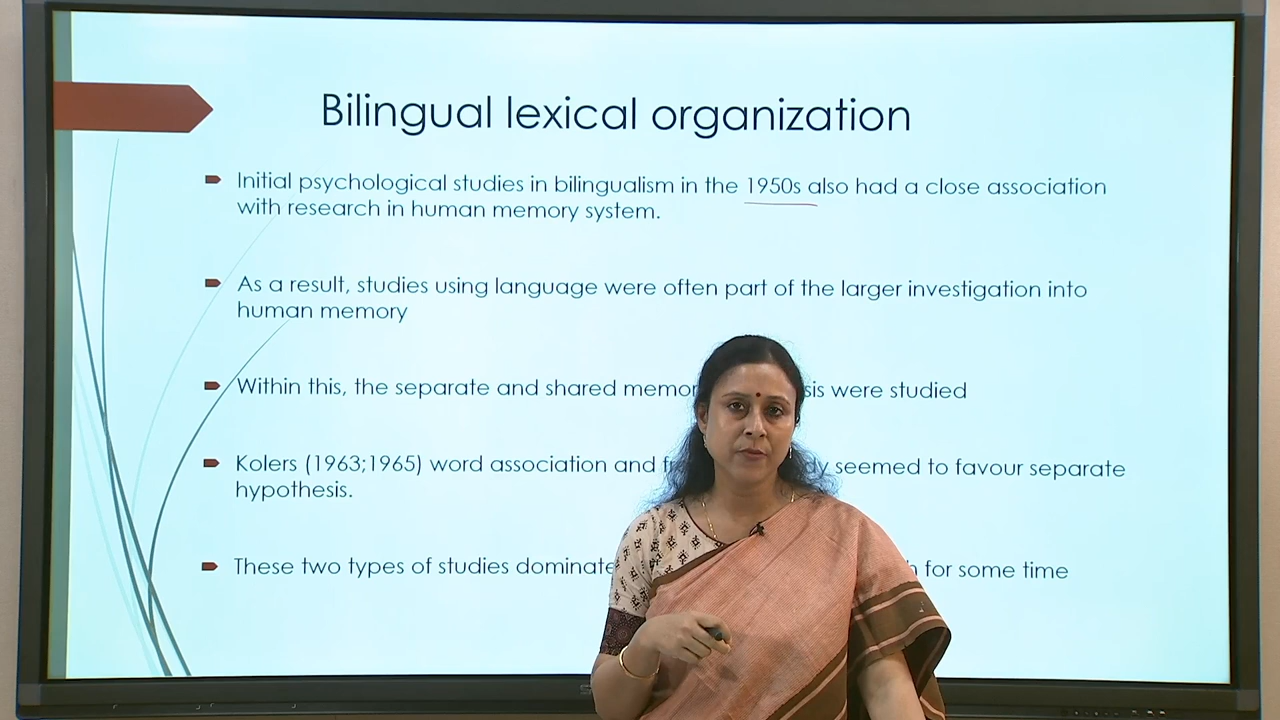 Bilingual lexical organization
Initial psychological studies in bilingualism in the 1950s also had a close association
with research in human memory system.
As a result, studies using language were often part of the larger investigation into
human memory
Within this, the separate and shared were studied
Kolers (1963;1965) word association and seemed to favour separate
hypothesis.
These two types of studies for some time